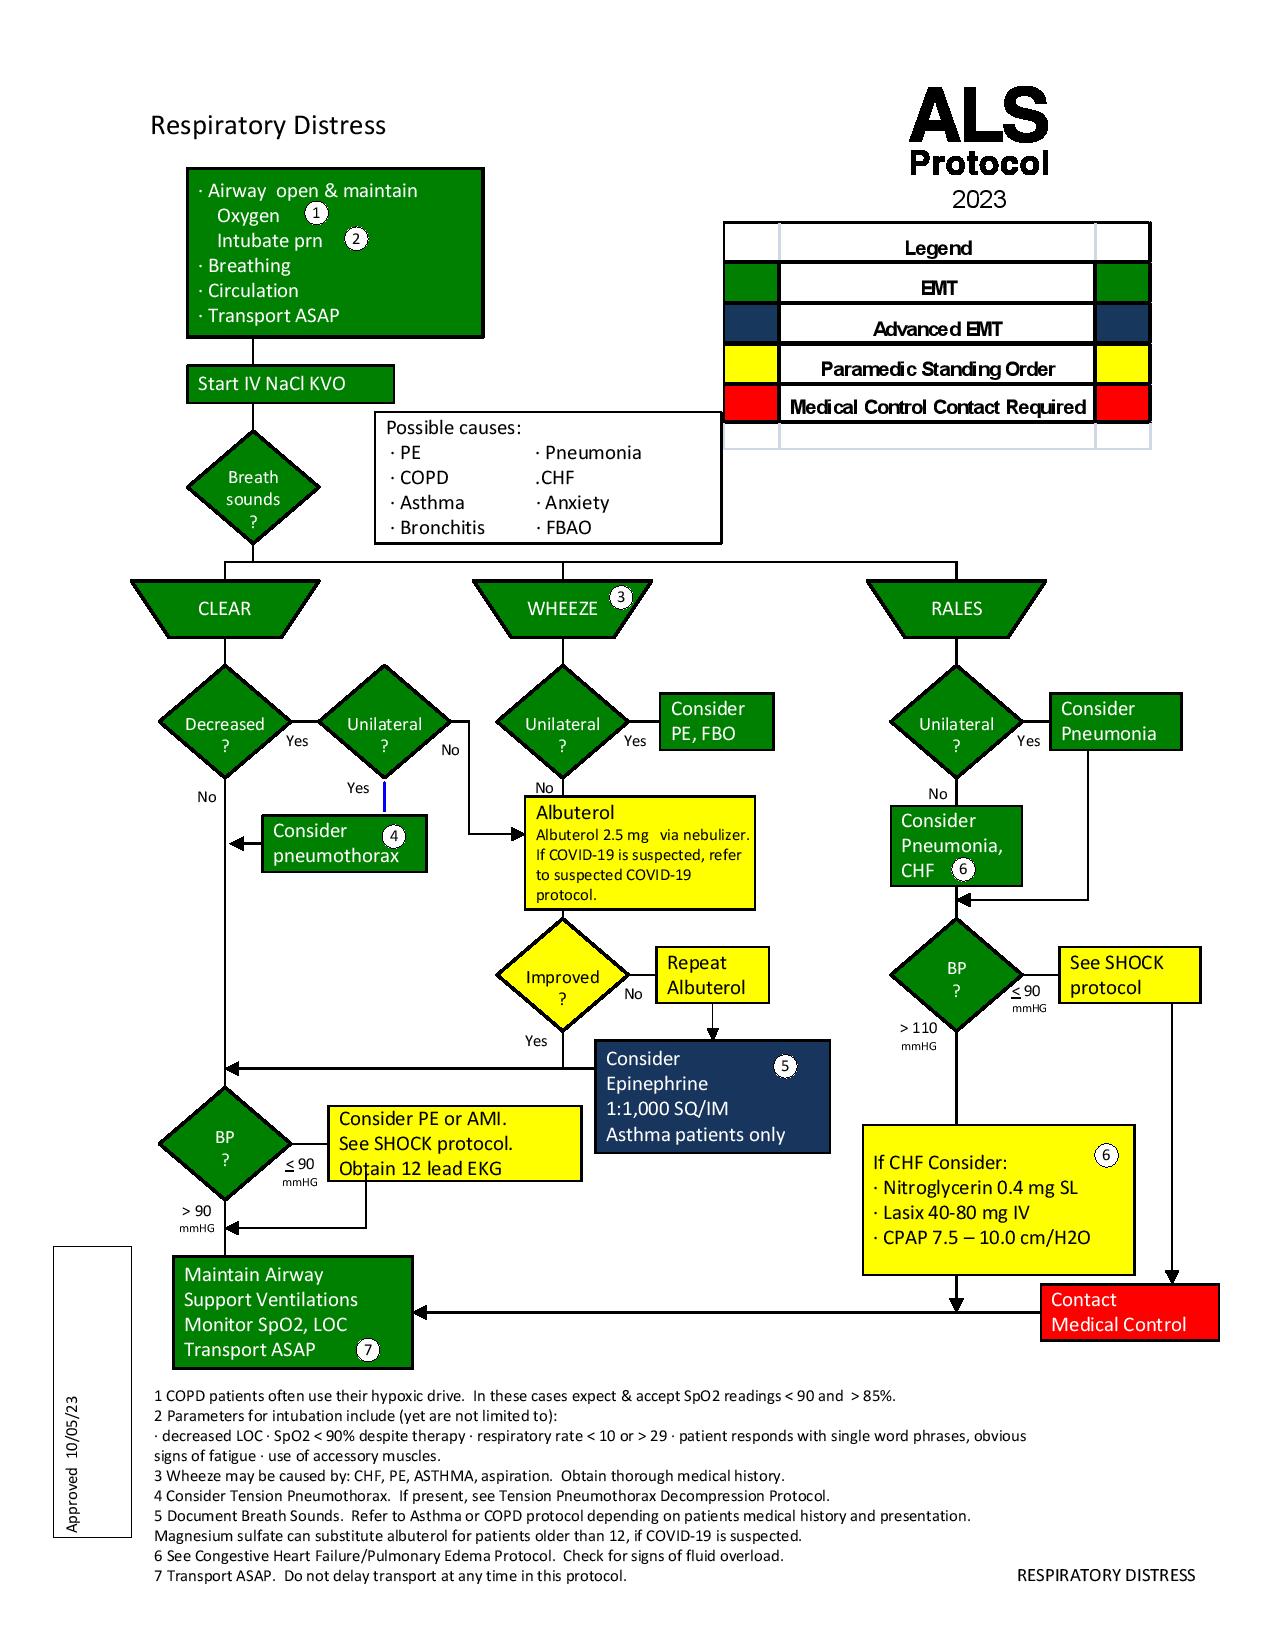 Respiratory Distress
ALS
Protocol
2023
· Airway  open & maintain
Oxygen 1
Intubate prn 2
· Breathing
· Circulation
· Transport ASAP
Legend
EMT
Advanced EMT
Paramedic Standing Order
Medical Control Contact Required
Start IV NaCl KVO
Possible causes:
· PE · Pneumonia
· COPD .CHF
· Asthma · Anxiety
· Bronchitis · FBAO
Breath
sounds
?
CLEAR
WHEEZE 3
RALES
Decreased
?
Yes
No
Unilateral
?
No
Yes
Consider 4
pneumothorax
Unilateral
?
Yes
No
Consider
PE, FBO
Albuterol
Albuterol 2.5 mg   via nebulizer.
If COVID-19 is suspected, refer
to suspected COVID-19
protocol.
Improved
?
No
Yes
Repeat
Albuterol
Consider 5
Epinephrine
1:1,000 SQ/IM
Asthma patients only
Unilateral
?
Yes
No
Consider
Pneumonia
Consider
Pneumonia,
CHF 6
BP
?
≤ 90
mmHG
> 110
mmHG
See SHOCK
protocol
BP
?
≤ 90
mmHG
> 90
mmHG
Consider PE or AMI.
See SHOCK protocol.
Obtain 12 lead EKG
6
If CHF Consider:
· Nitroglycerin 0.4 mg SL
· Lasix 40-80 mg IV
· CPAP 7.5 – 10.0 cm/H2O
Contact
Medical Control
Maintain Airway
Support Ventilations
Monitor SpO2, LOC
Transport ASAP 7
Approved  10/05/23
1 COPD patients often use their hypoxic drive.  In these cases expect & accept SpO2 readings < 90 and  > 85%.
2 Parameters for intubation include (yet are not limited to):
· decreased LOC · SpO2 < 90% despite therapy · respiratory rate < 10 or > 29 · patient responds with single word phrases, obvious
signs of fatigue · use of accessory muscles.
3 Wheeze may be caused by: CHF, PE, ASTHMA, aspiration.  Obtain thorough medical history.
4 Consider Tension Pneumothorax.  If present, see Tension Pneumothorax Decompression Protocol.
5 Document Breath Sounds.  Refer to Asthma or COPD protocol depending on patients medical history and presentation.
Magnesium sulfate can substitute albuterol for patients older than 12, if COVID-19 is suspected.
6 See Congestive Heart Failure/Pulmonary Edema Protocol.  Check for signs of fluid overload.
7 Transport ASAP.  Do not delay transport at any time in this protocol.
RESPIRATORY DISTRESS